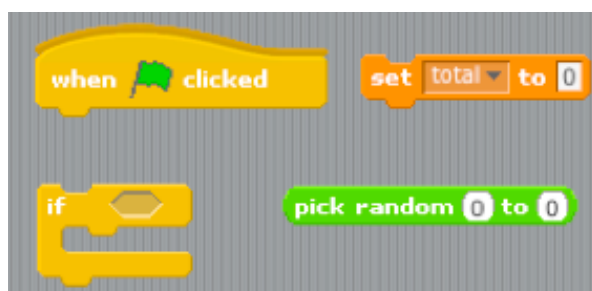 when clicked
set total to 0
if
pick random 0 to 0